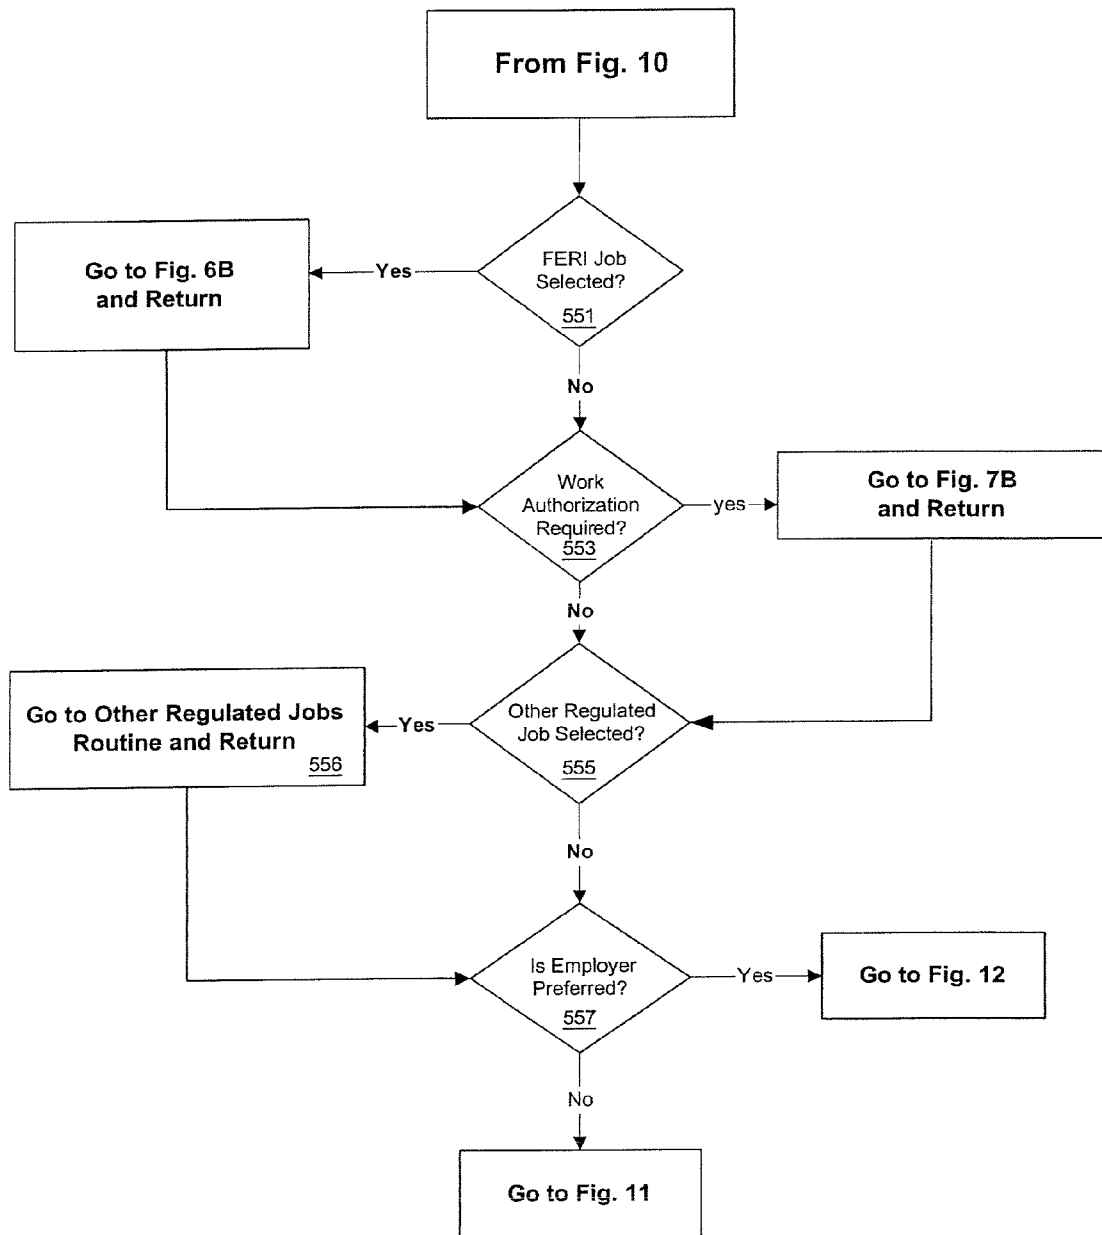 From Fig. 10
FERI Job
Selected?
551
Yes
Go to Fig. 6B
and Return
No
Work
Authorization
Required?
553
yes
Go to Fig. 7B
and Return
No
Other Regulated
Job Selected?
555
Yes
Go to Other Regulated Jobs
Routine and Return
556
No
Is Employer
Preferred?
557
Yes
Go to Fig. 12
No
Go to Fig. 11